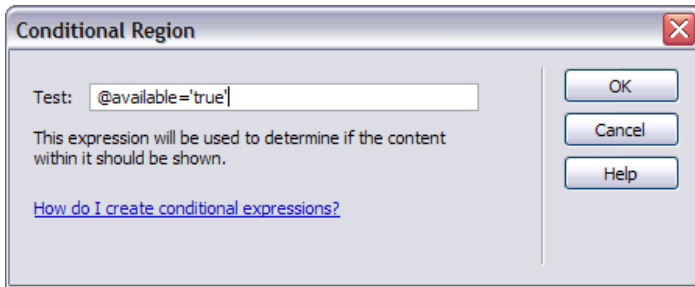 Conditional Region
Test: @available='true'
OK
This expression will be used to determine if the content
within it should be shown.
Cancel
Help
How do I create conditional expressions?